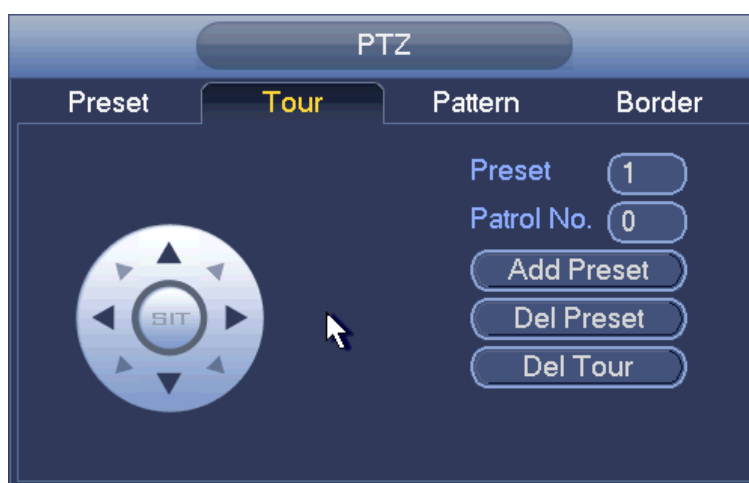 PTZ
Preset Tour Pattern Border
Preset 1
Patrol No. 0
Add Preset
SIT
Del Preset
Del Tour